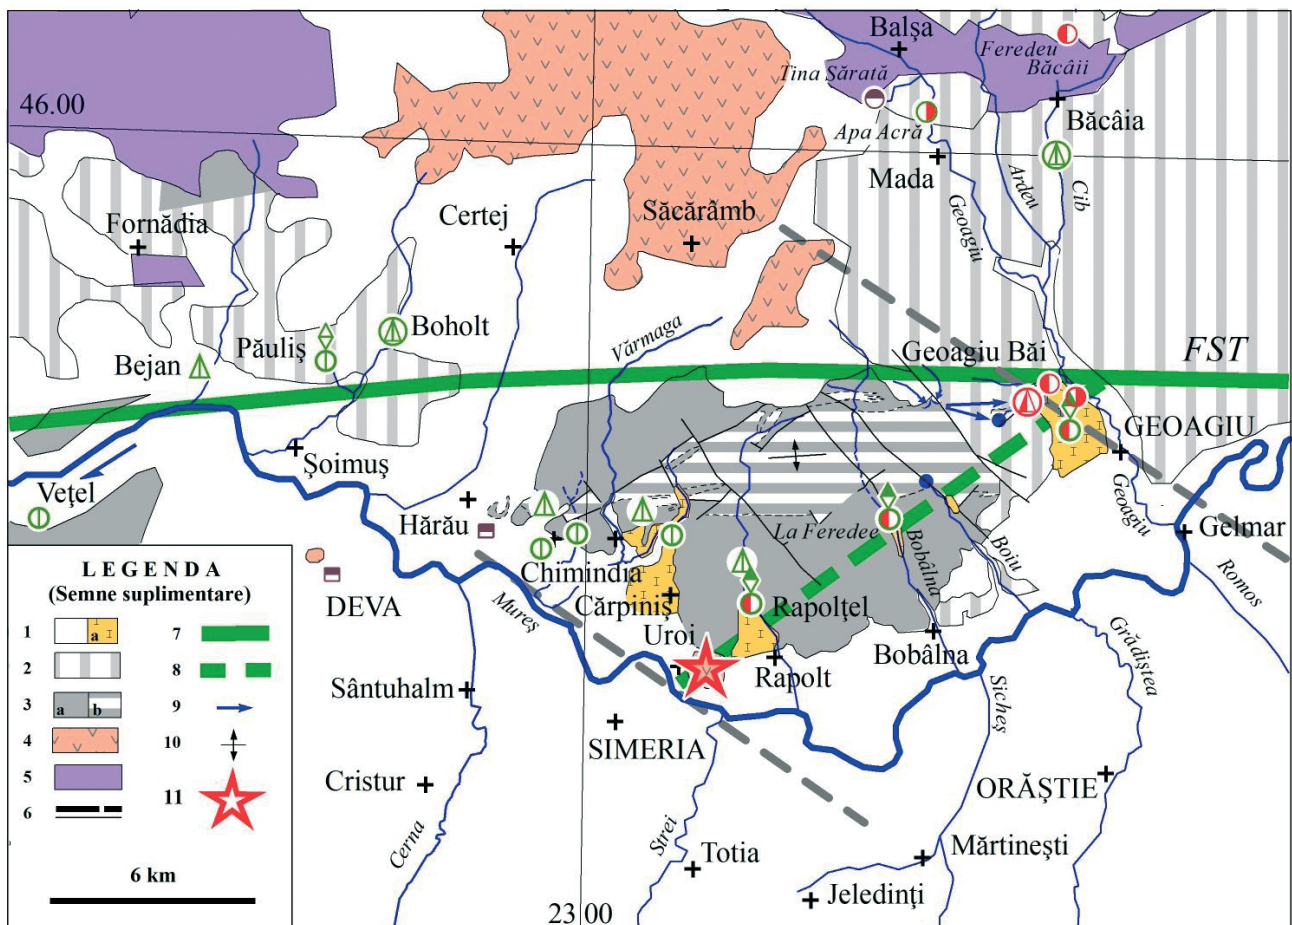 Balşa
Feredeu
Băcâii
Tina Sărată
46.00
Băcâia
Apa Acră
Mada
Ardeu
Cib
Geoagiu
Fornădia
Certej
Săcărâmb
Boholt
Vărmaga
Păuliş
Bejan
Geoagiu Băi
FST
GEOAGIU
Şoimuş
Veţel
Hărău
La Feredee
Bobâlna
Boiu
Geoagiu
Gelmar
Romos
Chimindia
DEVA
Mureş
Cărpiniş
Rapolţel
Uroi
Grădiştea
Bobâlna
Rapolt
Sântuhalm
Sicheş
SIMERIA
Cristur
ORĂŞTIE
Cerna
Strei
Totia
Mărtineşti
Jeledinţi
23 00
LEGENDA
(Semne suplimentare)
1 a 7
2 8
3 a b 9
4 10
5
6 11
6 km